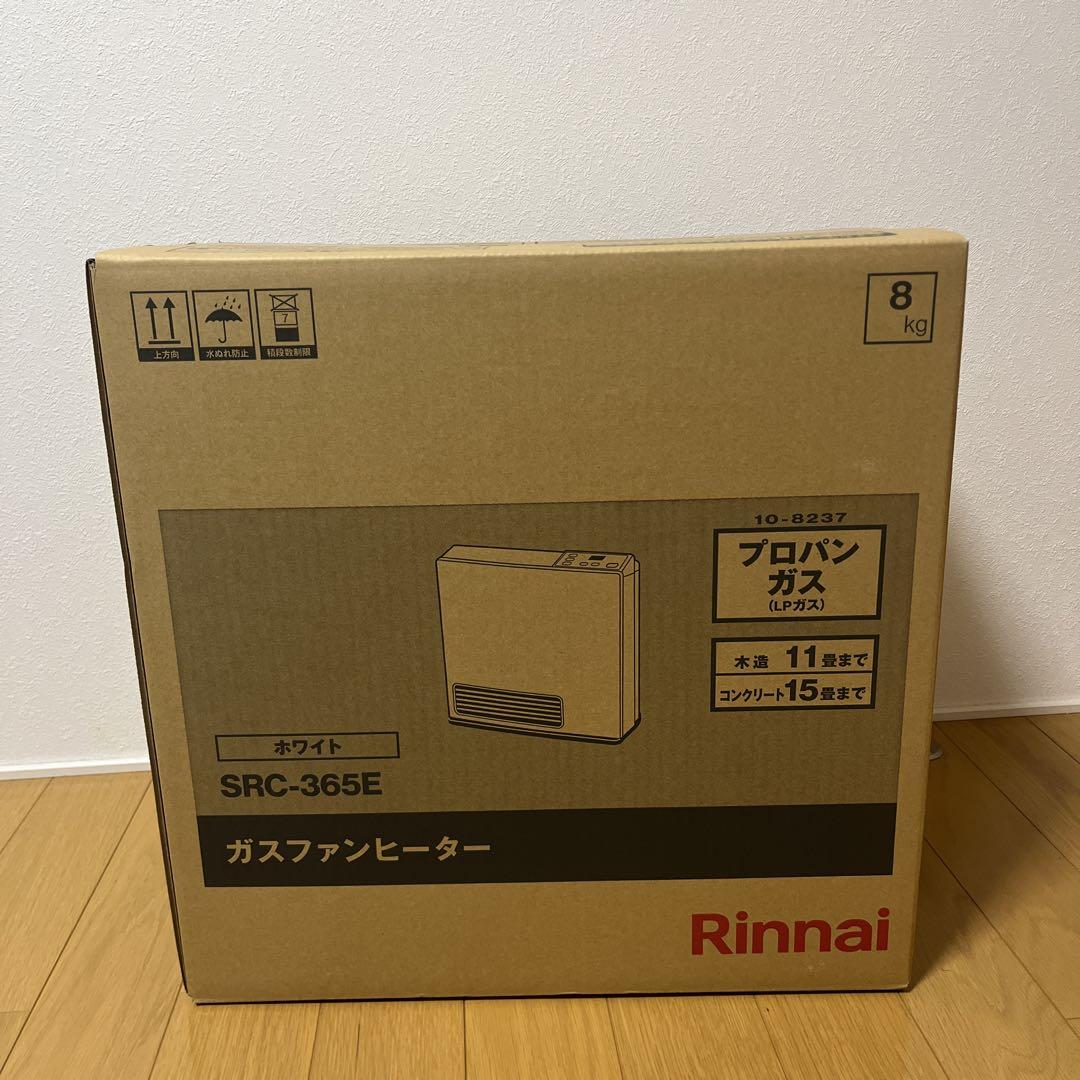 上方向
水ぬれ防止
7
積段数制限
8
kg
10-8237
プロパン
ガス
(LPガス)
木造 11畳まで
コンクリート15畳まで
ホワイト
SRC-365E
ガスファンヒーター
Rinnai